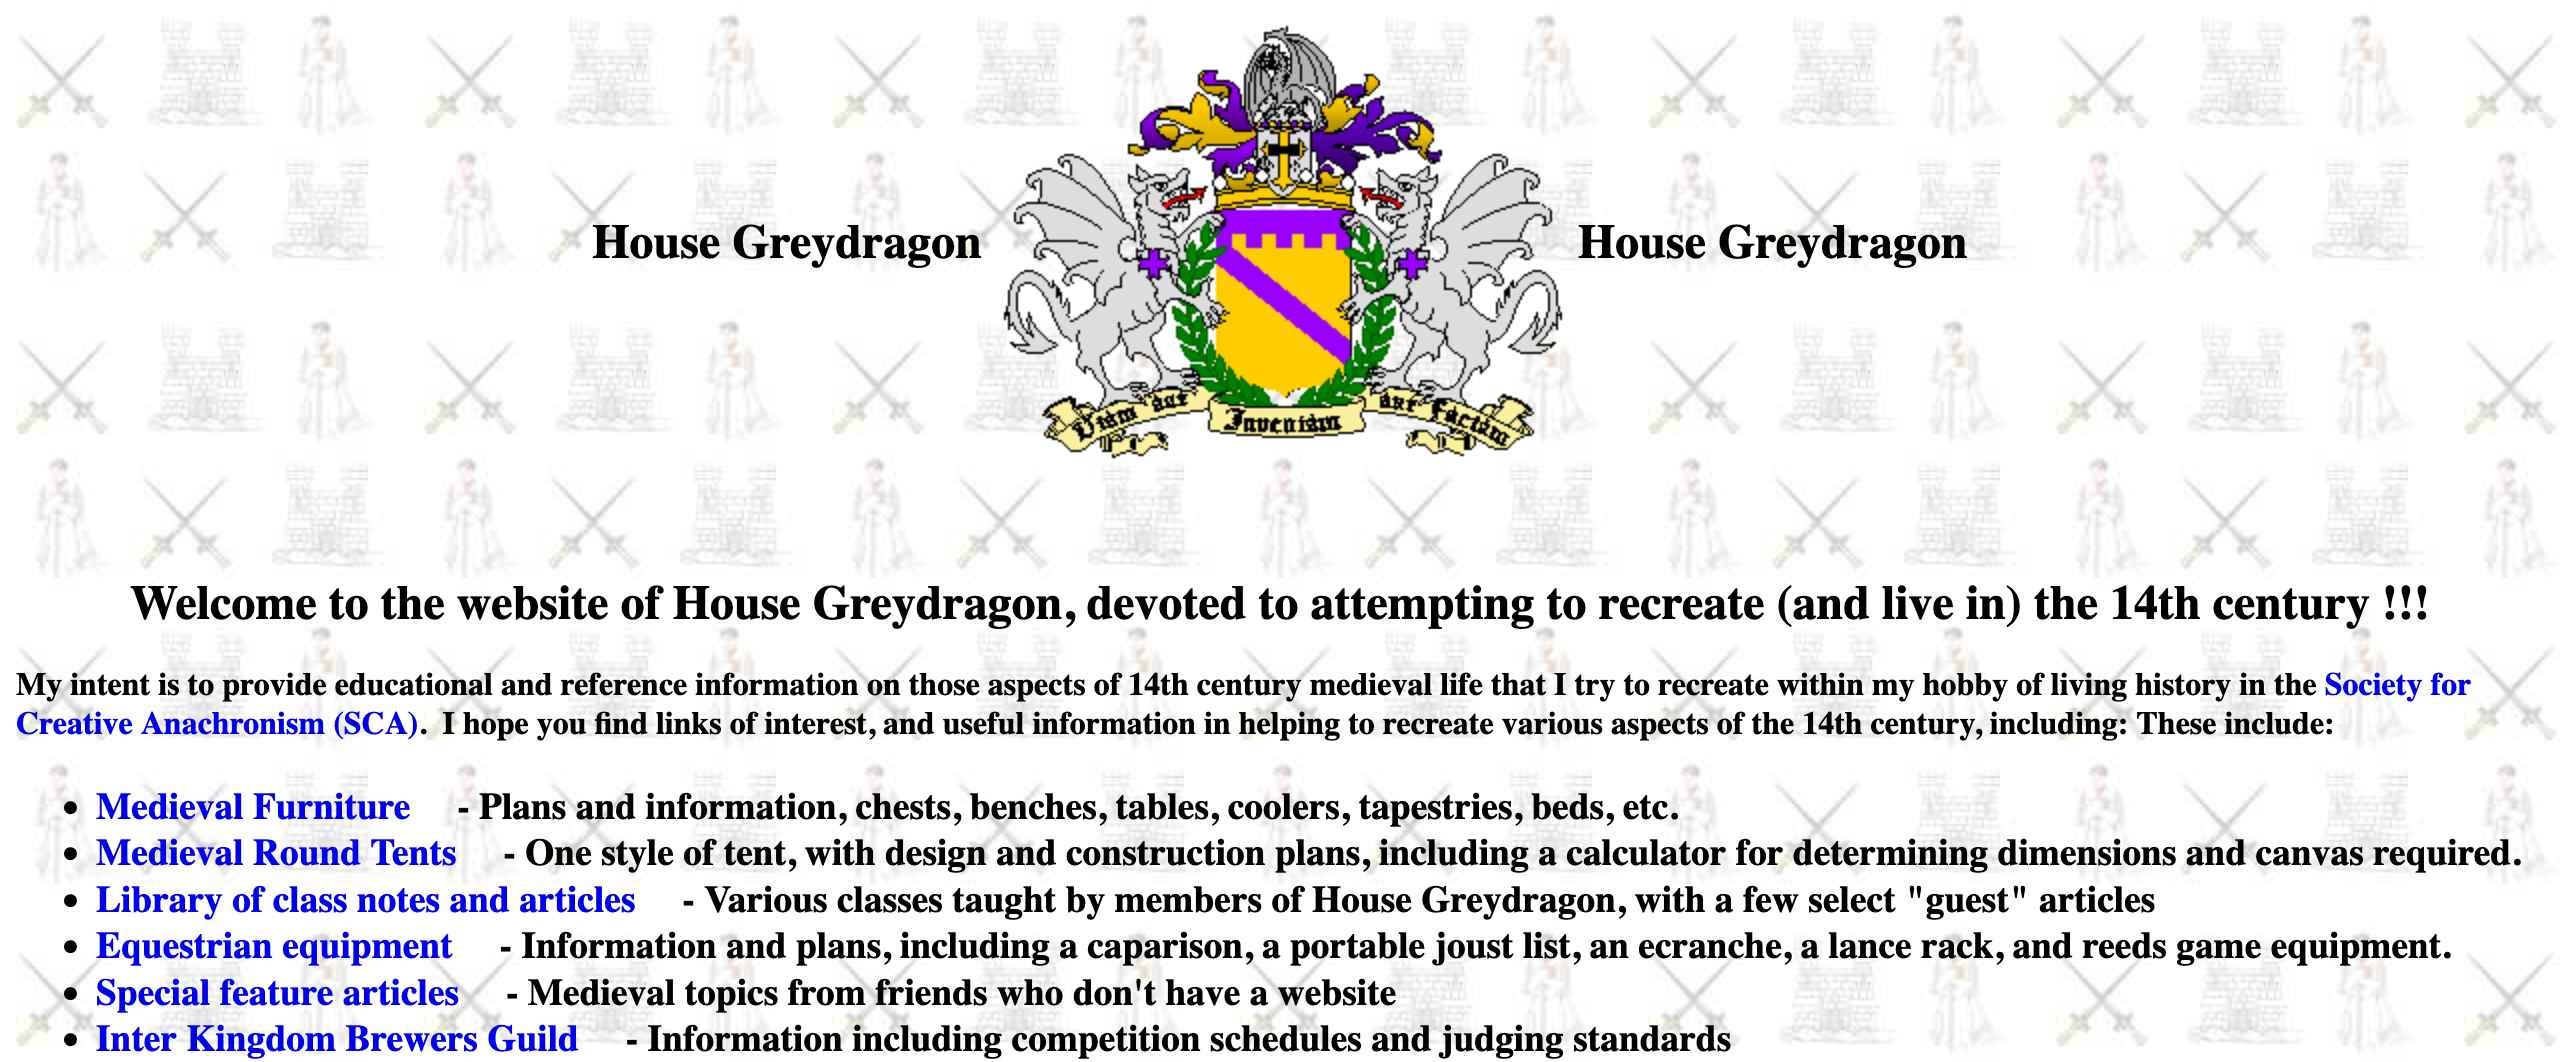 House Greydragon
House Greydragon
Viam aut Inveniam aut Faciam
Welcome to the website of House Greydragon, devoted to attempting to recreate (and live in) the 14th century !!!
My intent is to provide educational and reference information on those aspects of 14th century medieval life that I try to recreate within my hobby of living history in the Society for
Creative Anachronism (SCA).  I hope you find links of interest, and useful information in helping to recreate various aspects of the 14th century, including: These include:
• Medieval Furniture - Plans and information, chests, benches, tables, coolers, tapestries, beds, etc.
• Medieval Round Tents - One style of tent, with design and construction plans, including a calculator for determining dimensions and canvas required.
• Library of class notes and articles - Various classes taught by members of House Greydragon, with a few select "guest" articles
• Equestrian equipment - Information and plans, including a caparison, a portable joust list, an ecranche, a lance rack, and reeds game equipment.
• Special feature articles - Medieval topics from friends who don't have a website
• Inter Kingdom Brewers Guild - Information including competition schedules and judging standards